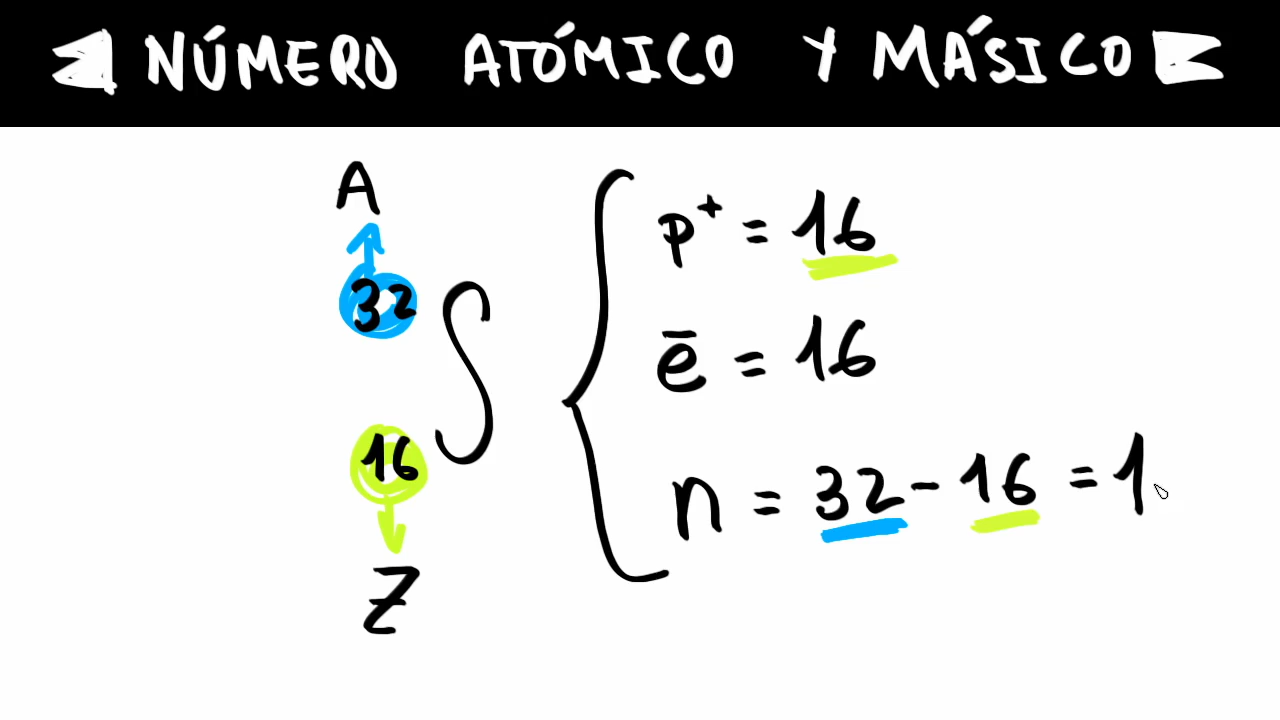 NÚMERO ATÓMICO Y MÁSICO
A
32
S
16
Z
p⁺ = 16
ē = 16
n = 32 - 16 = 1